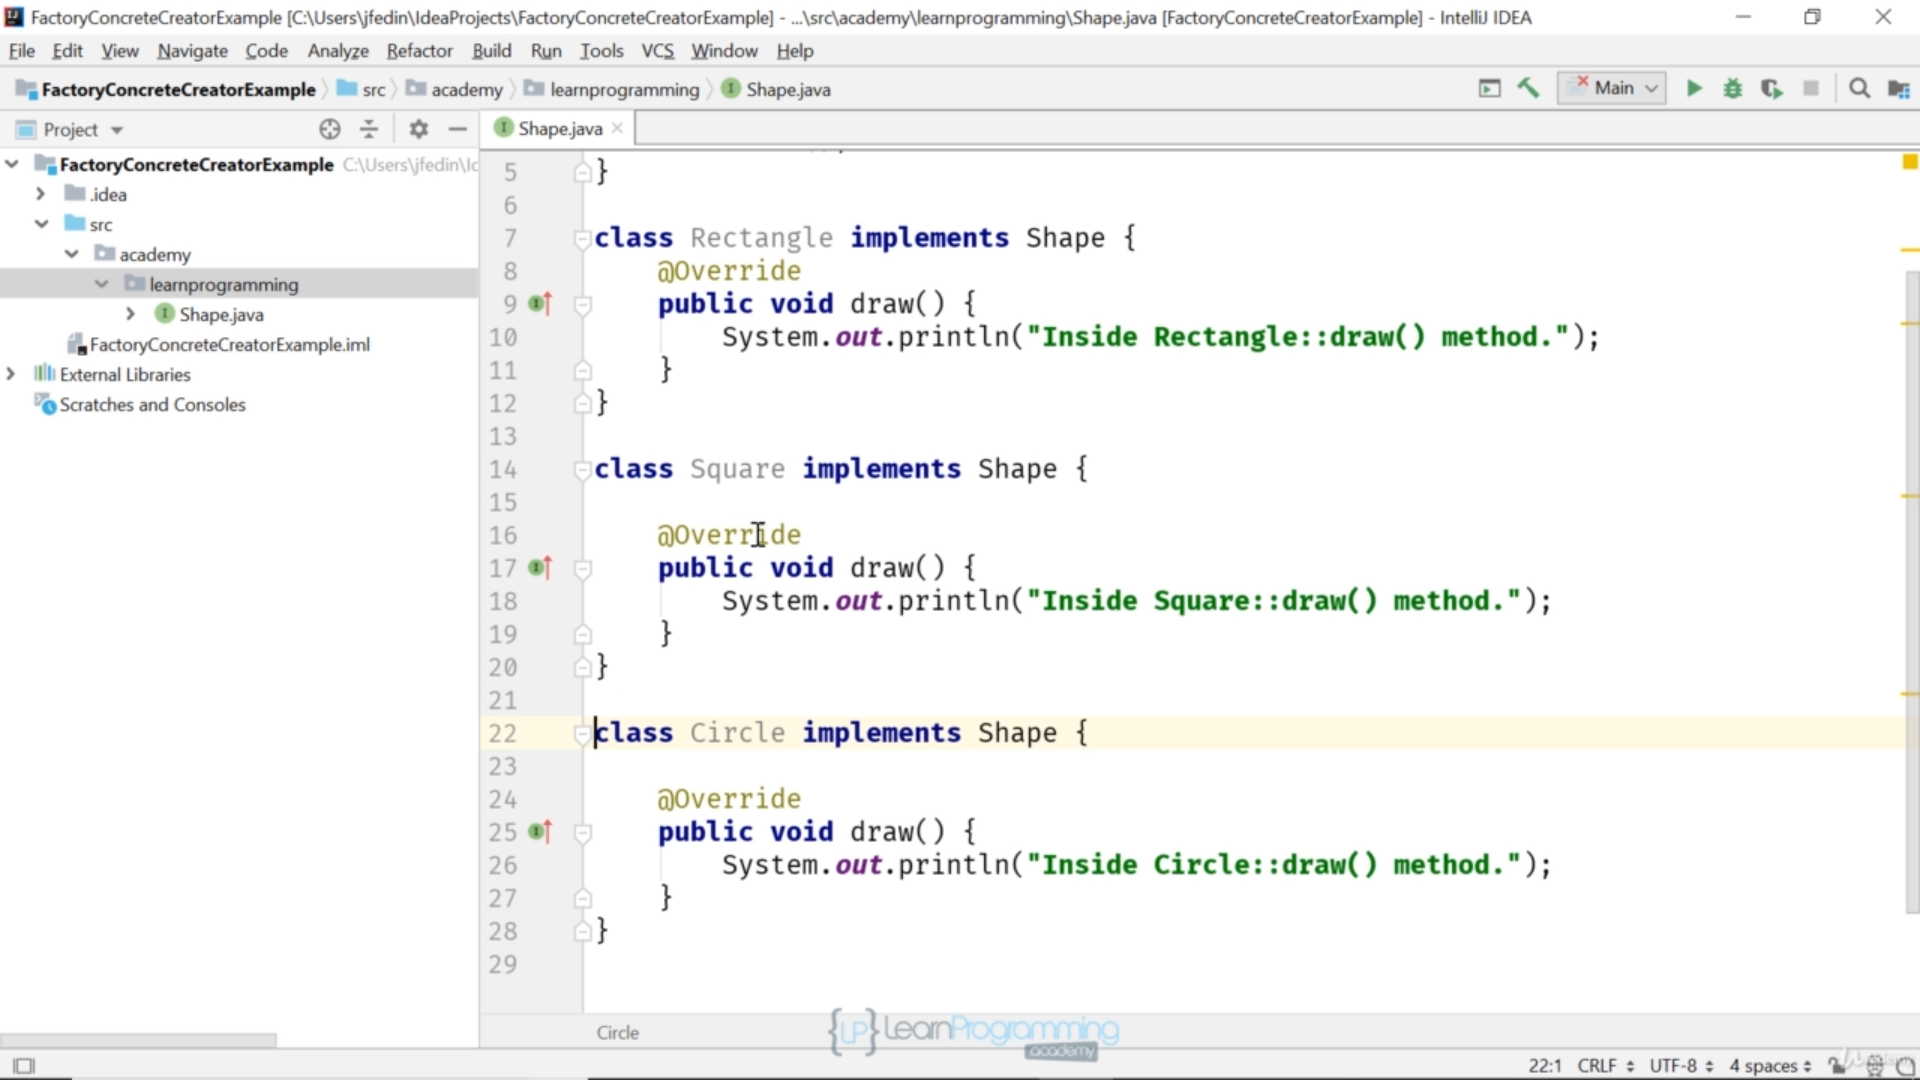 FactoryConcreteCreatorExample [C:\Users\jfedin\IdeaProjects\FactoryConcreteCreatorExample] - ...\src\academy\learnprogramming\Shape.java [FactoryConcreteCreatorExample] - IntelliJ IDEA
File Edit View Navigate Code Analyze Refactor Build Run Tools VCS Window Help
FactoryConcreteCreatorExample src academy learnprogramming Shape.java Main
Project
Shape.java
FactoryConcreteCreatorExample C:\Users\jfedin\Ic
.idea
src
academy
learnprogramming
Shape.java
FactoryConcreteCreatorExample.iml
External Libraries
Scratches and Consoles
5 }
6
7 class Rectangle implements Shape {
8 @Override
9 public void draw() {
10 System.out.println("Inside Rectangle::draw() method.");
11 }
12 }
13
14 class Square implements Shape {
15
16 @Override
17 public void draw() {
18 System.out.println("Inside Square::draw() method.");
19 }
20 }
21
22 class Circle implements Shape {
23
24 @Override
25 public void draw() {
26 System.out.println("Inside Circle::draw() method.");
27 }
28 }
29
Circle
{LP} LearnProgramming
academy
22:1 CRLF UTF-8 4 spaces